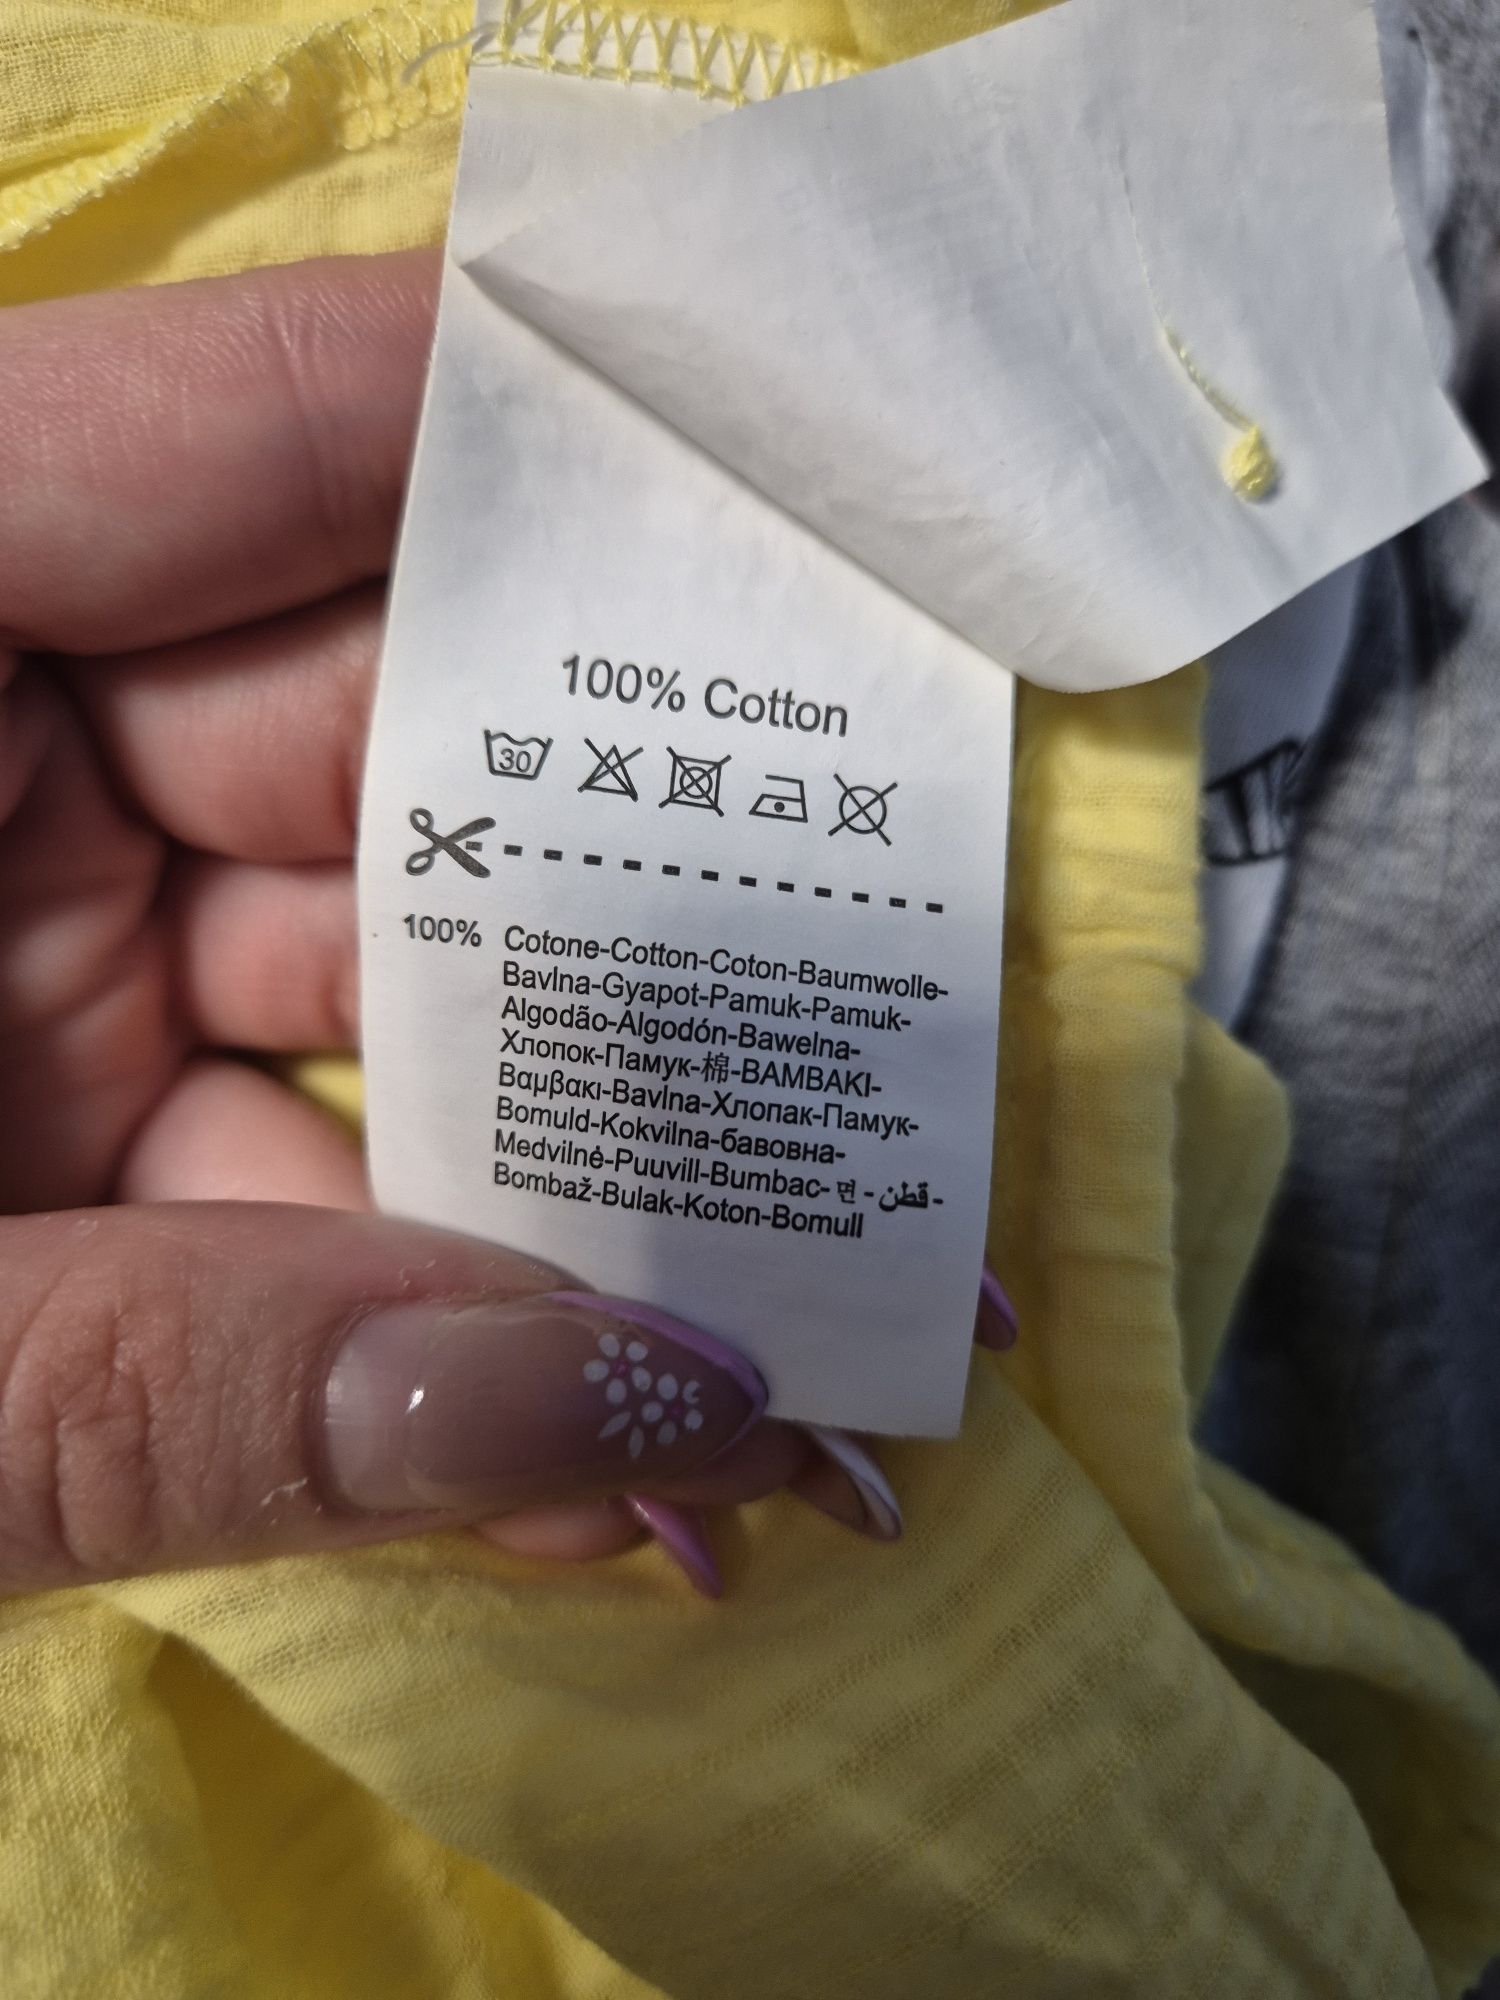 100% Cotton
30
100% Cotone-Cotton-Coton-Baumwolle-
Bavlna-Gyapot-Pamuk-Pamuk-
Algodão-Algodón-Bawelna-
Хлопок-Памук-棉-BAMBAKI-
Βαμβακι-Bavlna-Хлопак-Памук-
Bomuld-Kokvilna-бавовна-
Medvilnė-Puuvill-Bumbac-면-قطن-
Bombaž-Bulak-Koton-Bomull